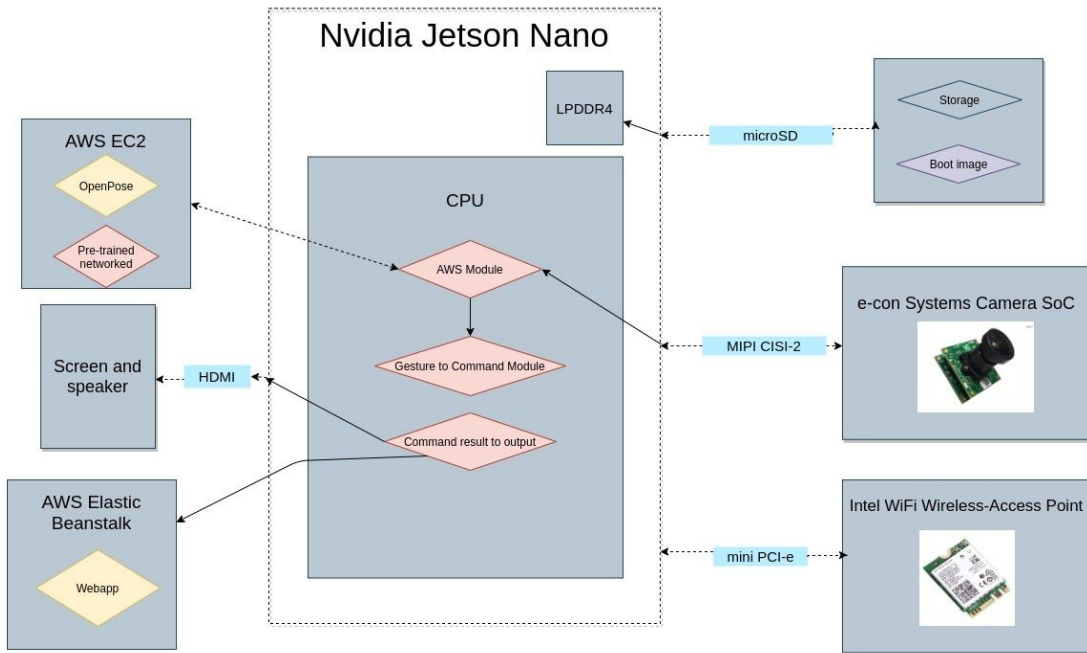 Nvidia Jetson Nano
LPDDR4
microSD
Storage
Boot image
AWS EC2
OpenPose
Pre-trained
networked
CPU
AWS Module
Gesture to Command Module
Command result to output
MIPI CISI-2
e-con Systems Camera SoC
Screen and
speaker
HDMI
AWS Elastic
Beanstalk
Webapp
mini PCI-e
Intel WiFi Wireless-Access Point